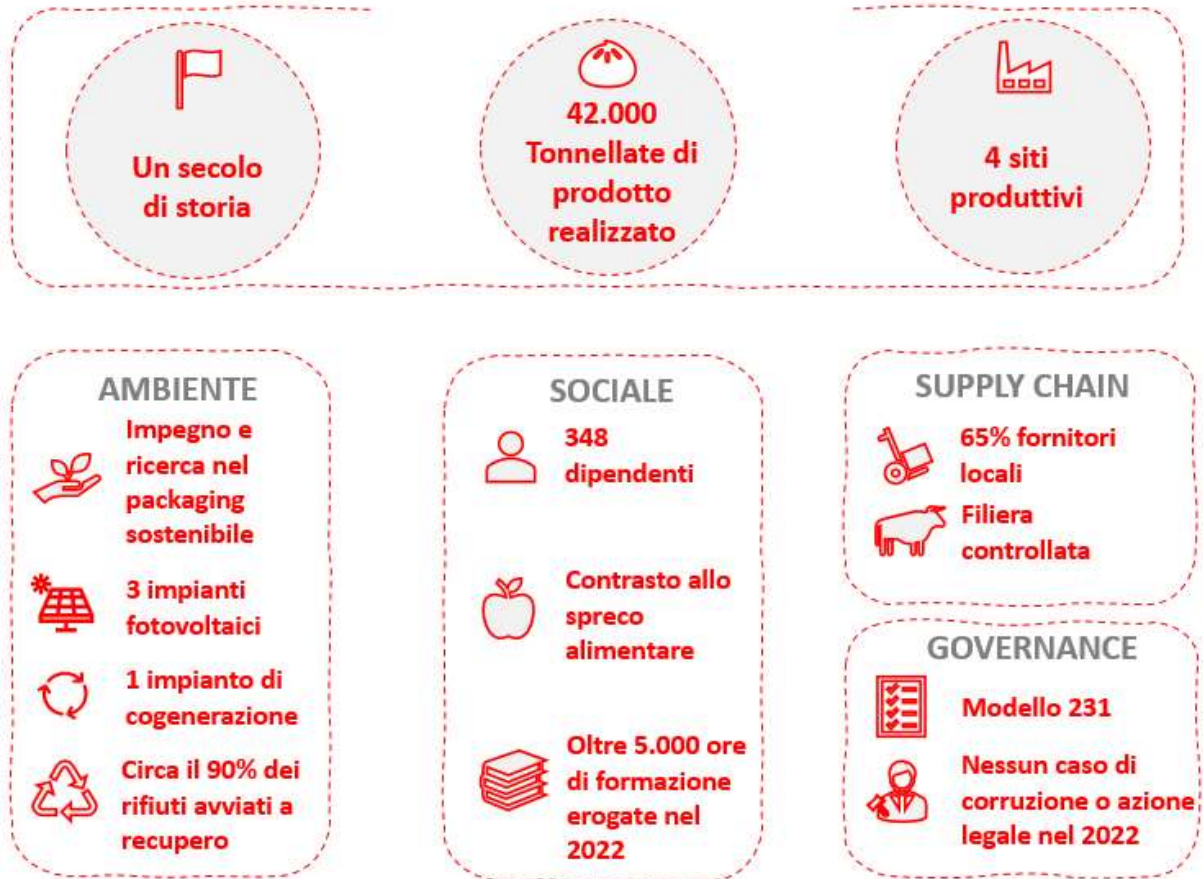 Un secolo
di storia
42.000
Tonnellate di
prodotto
realizzato
4 siti
produttivi
AMBIENTE
Impegno e
ricerca nel
packaging
sostenibile
3 impianti
fotovoltaici
1 impianto di
cogenerazione
Circa il 90% dei
rifiuti avviati a
recupero
SOCIALE
348
dipendenti
Contrasto allo
spreco
alimentare
Oltre 5.000 ore
di formazione
erogate nel
2022
SUPPLY CHAIN
65% fornitori
locali
Filiera
controllata
GOVERNANCE
Modello 231
Nessun caso di
corruzione o azione
legale nel 2022